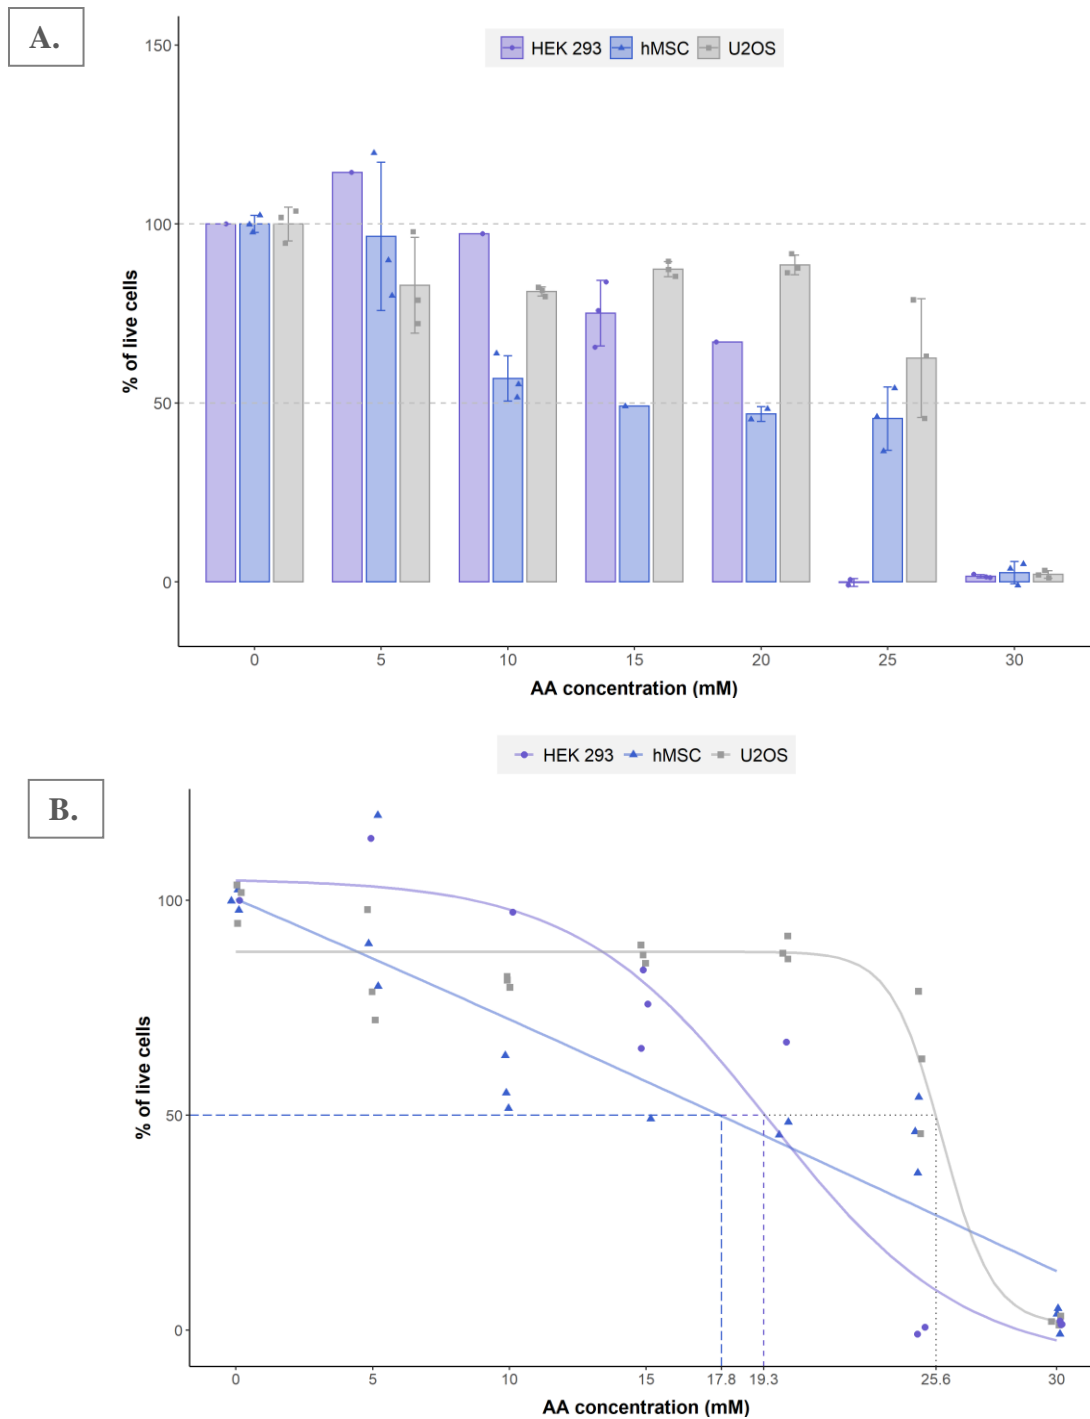 A.
HEK 293 hMSC U2OS
150
100
50
0
% of live cells
0 5 10 15 20 25 30
AA concentration (mM)
B.
HEK 293 hMSC U2OS
100
50
0
% of live cells
0 5 10 15 17.8 19.3 25.6 30
AA concentration (mM)